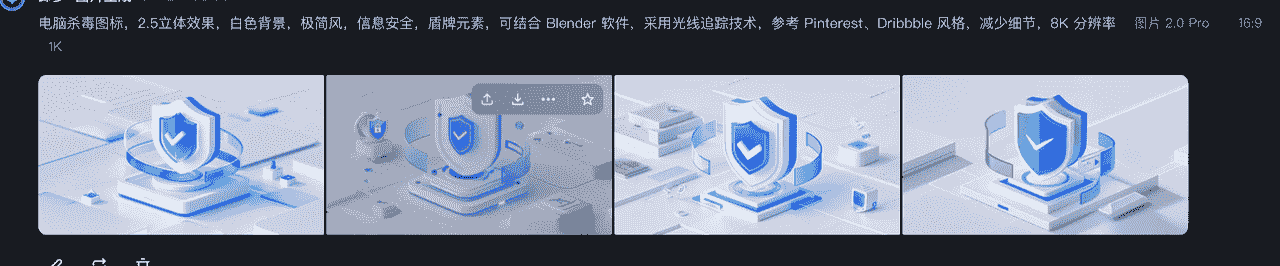 电脑杀毒图标，2.5立体效果，白色背景，极简风，信息安全，盾牌元素，可结合 Blender 软件，采用光线追踪技术，参考 Pinterest、Dribbble 风格，减少细节，8K 分辨率 图片 2.0 Pro 16:9
1K